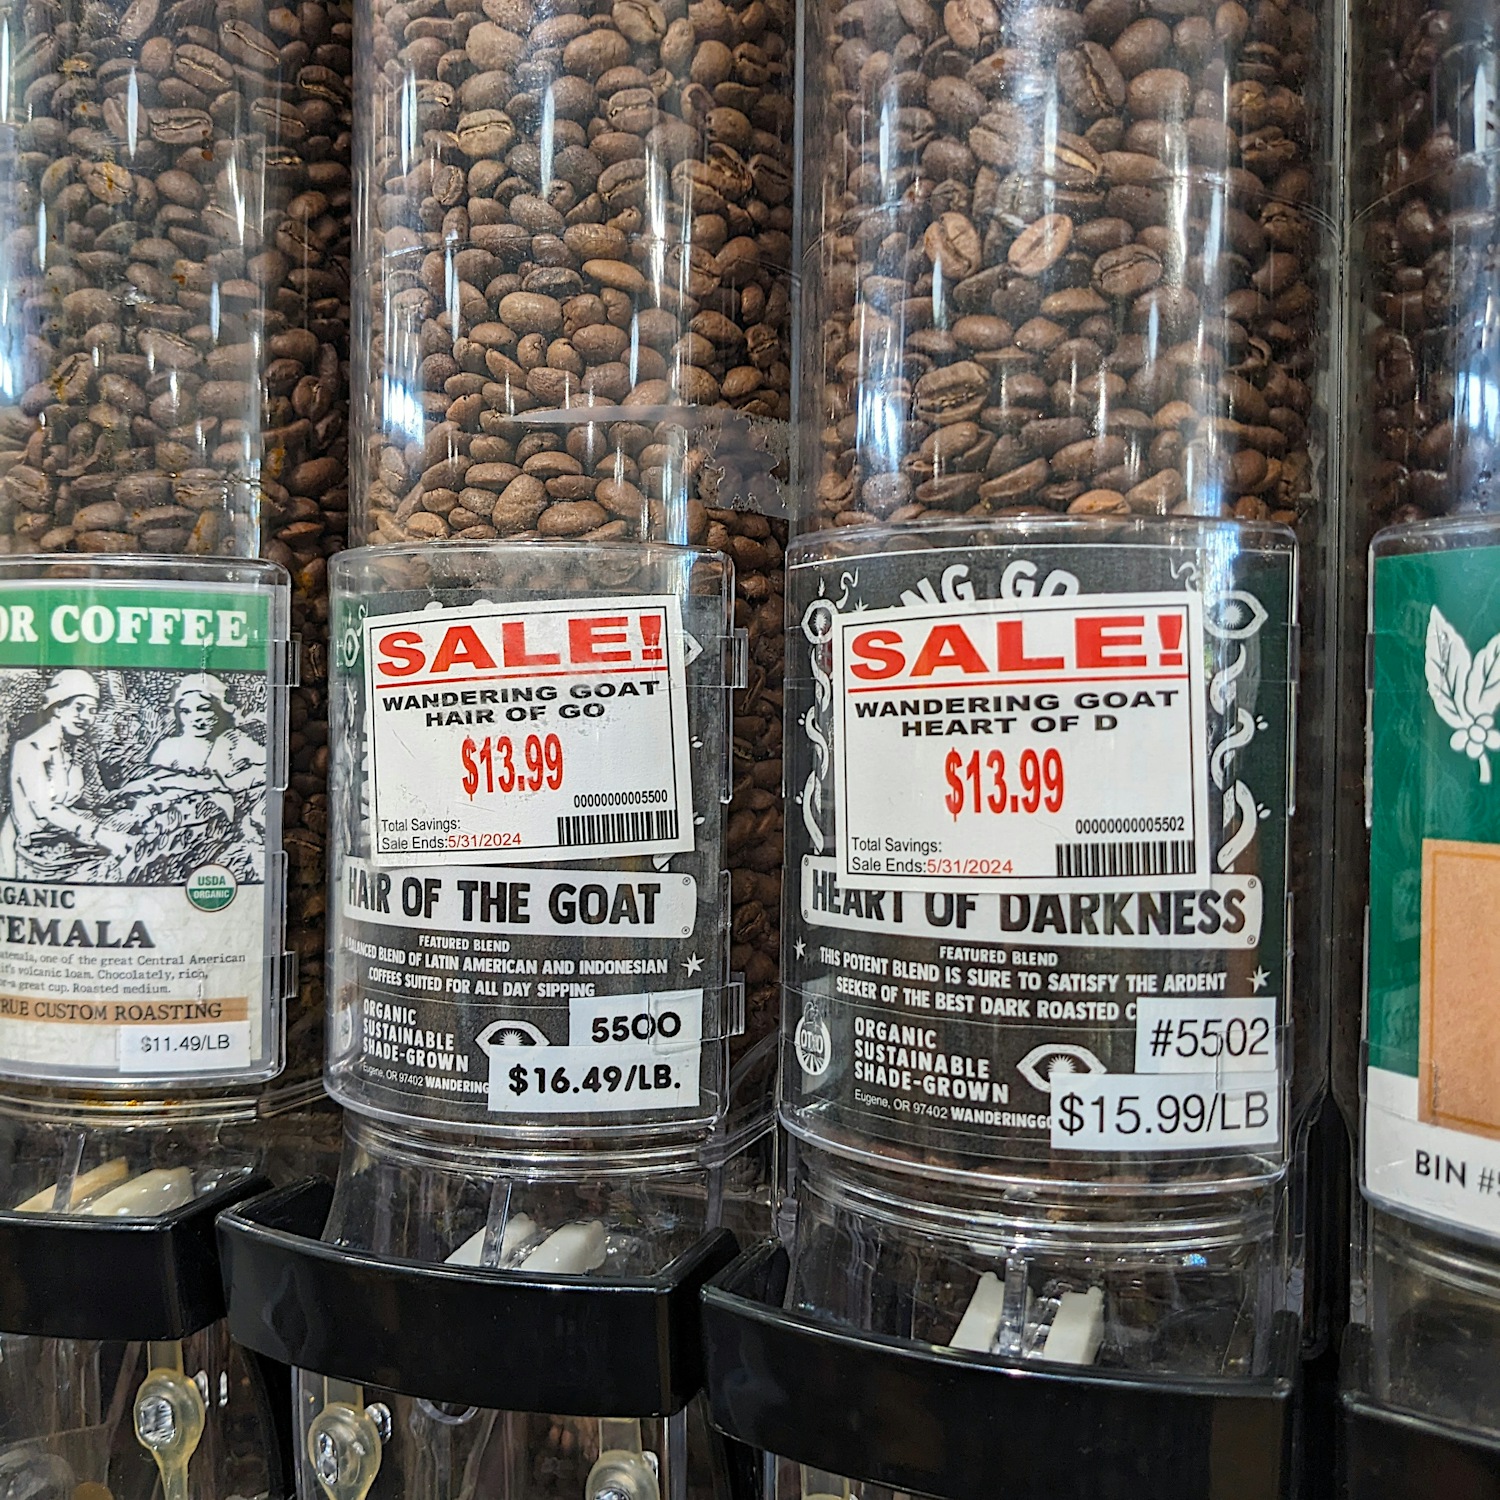 OR COFFEE
USDA
ORGANIC
RGANIC
TEMALA
atemala, one of the great Central American
it's volcanic loam. Chocolately, rich,
a great cup. Roasted medium.
RUE CUSTOM ROASTING
$11.49/LB
SALE!
WANDERING GOAT
HAIR OF GO
$13.99
00000000005500
Total Savings:
Sale Ends:5/31/2024
HAIR OF THE GOAT
FEATURED BLEND
A BALANCED BLEND OF LATIN AMERICAN AND INDONESIAN
COFFEES SUITED FOR ALL DAY SIPPING
ORGANIC
SUSTAINABLE
SHADE-GROWN
Eugene, OR 97402 WANDERING
5500
$16.49/LB.
NG GO
SALE!
WANDERING GOAT
HEART OF D
$13.99
00000000005502
Total Savings:
Sale Ends:5/31/2024
HEART OF DARKNESS
FEATURED BLEND
THIS POTENT BLEND IS SURE TO SATISFY THE ARDENT
SEEKER OF THE BEST DARK ROASTED C
ORGANIC
SUSTAINABLE
SHADE-GROWN
Eugene, OR 97402 WANDERINGGO
#5502
$15.99/LB
BIN #